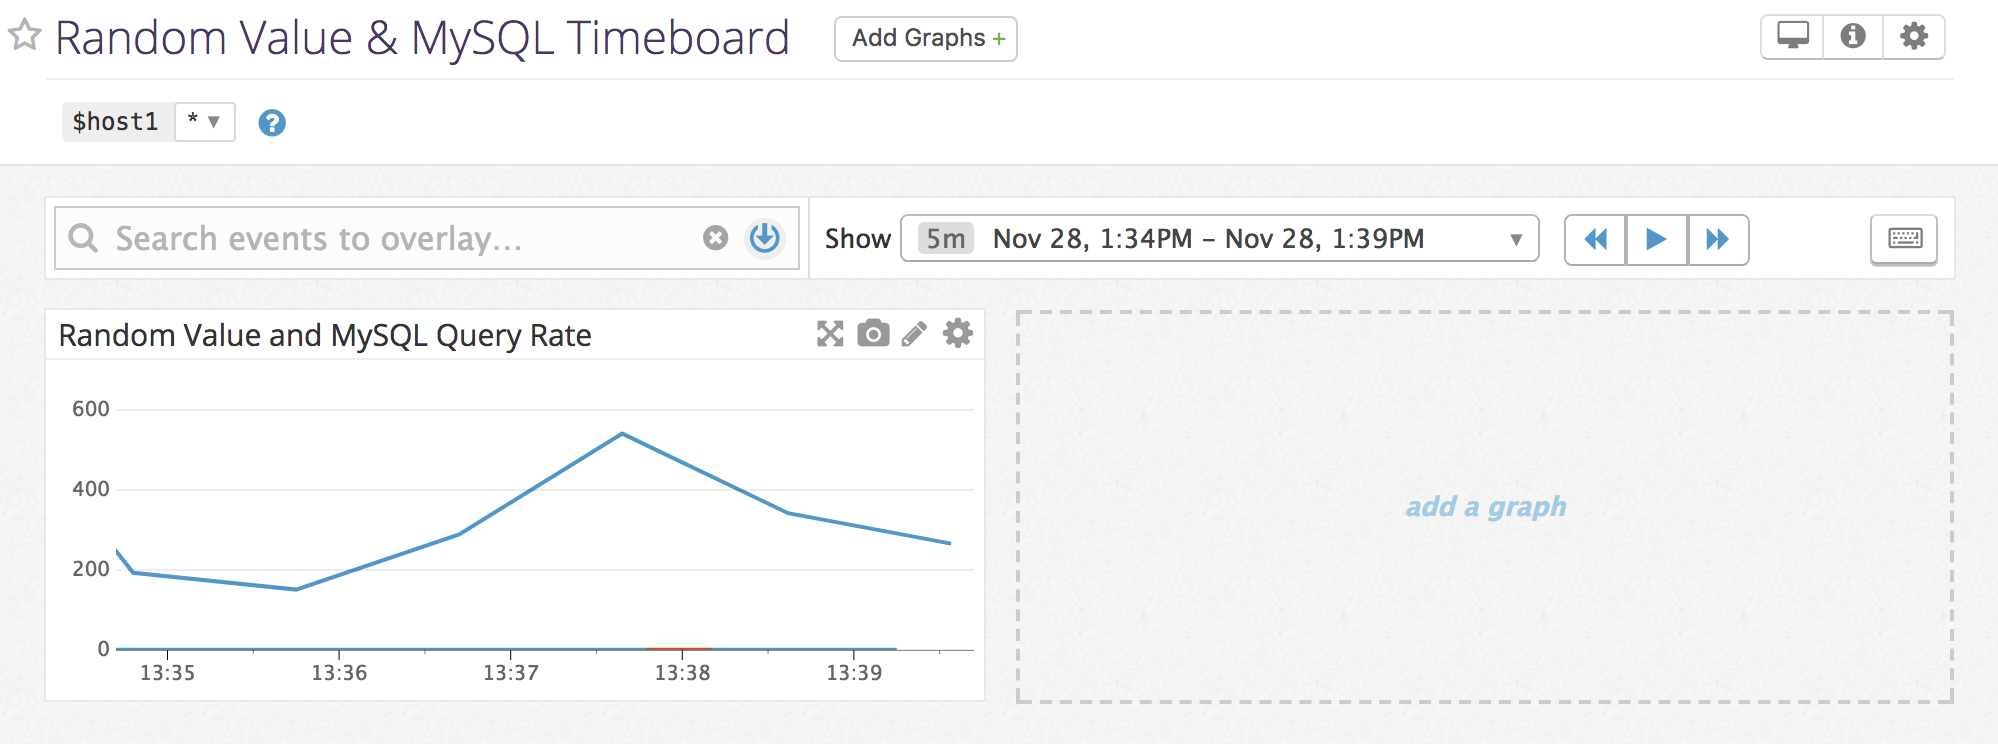 Random Value & MySQL Timeboard
Add Graphs +
$host1 * ▼
?
Search events to overlay...
Show 5m Nov 28, 1:34PM – Nov 28, 1:39PM ▼
Random Value and MySQL Query Rate
600
400
200
0
13:35 13:36 13:37 13:38 13:39
add a graph